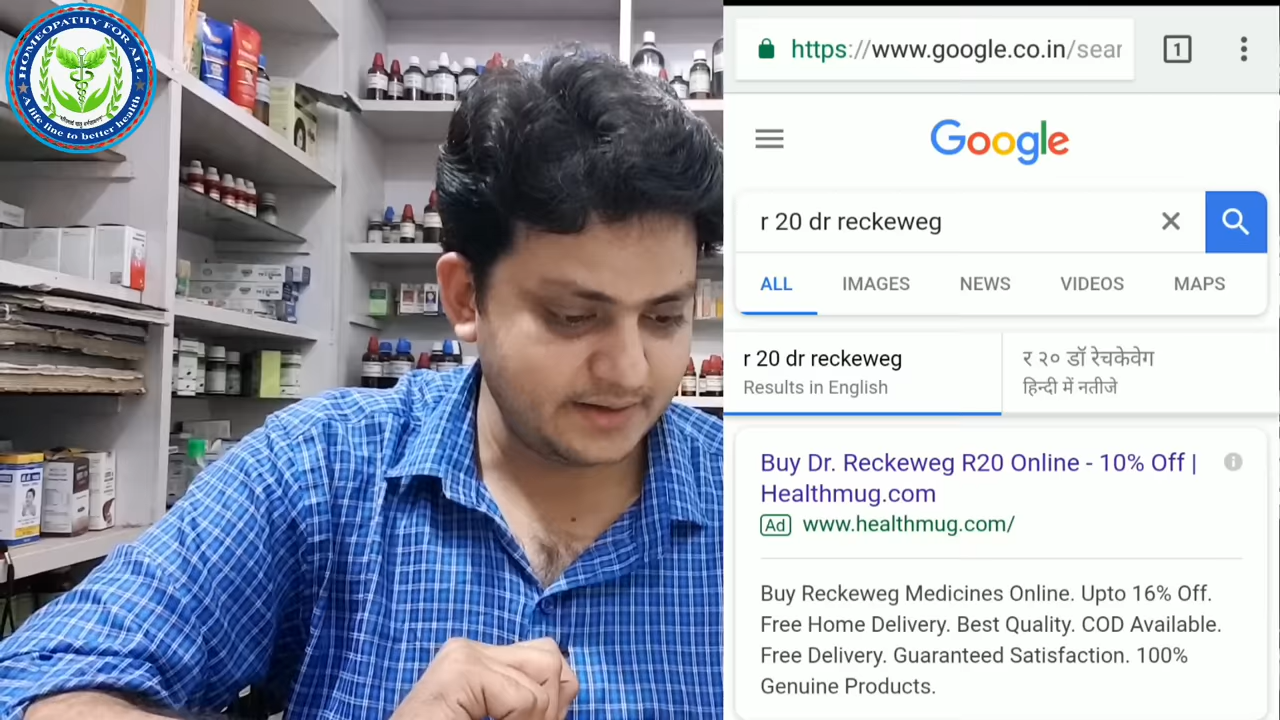 HOMEOPATHY FOR ALL
A life line to better health
https://www.google.co.in/sear
1
Google
r 20 dr reckeweg
ALL IMAGES NEWS VIDEOS MAPS
r 20 dr reckeweg
Results in English
र २० डॉ रेचकेवेग
हिन्दी में नतीजे
Buy Dr. Reckeweg R20 Online - 10% Off |
Healthmug.com
Ad www.healthmug.com/
Buy Reckeweg Medicines Online. Upto 16% Off.
Free Home Delivery. Best Quality. COD Available.
Free Delivery. Guaranteed Satisfaction. 100%
Genuine Products.